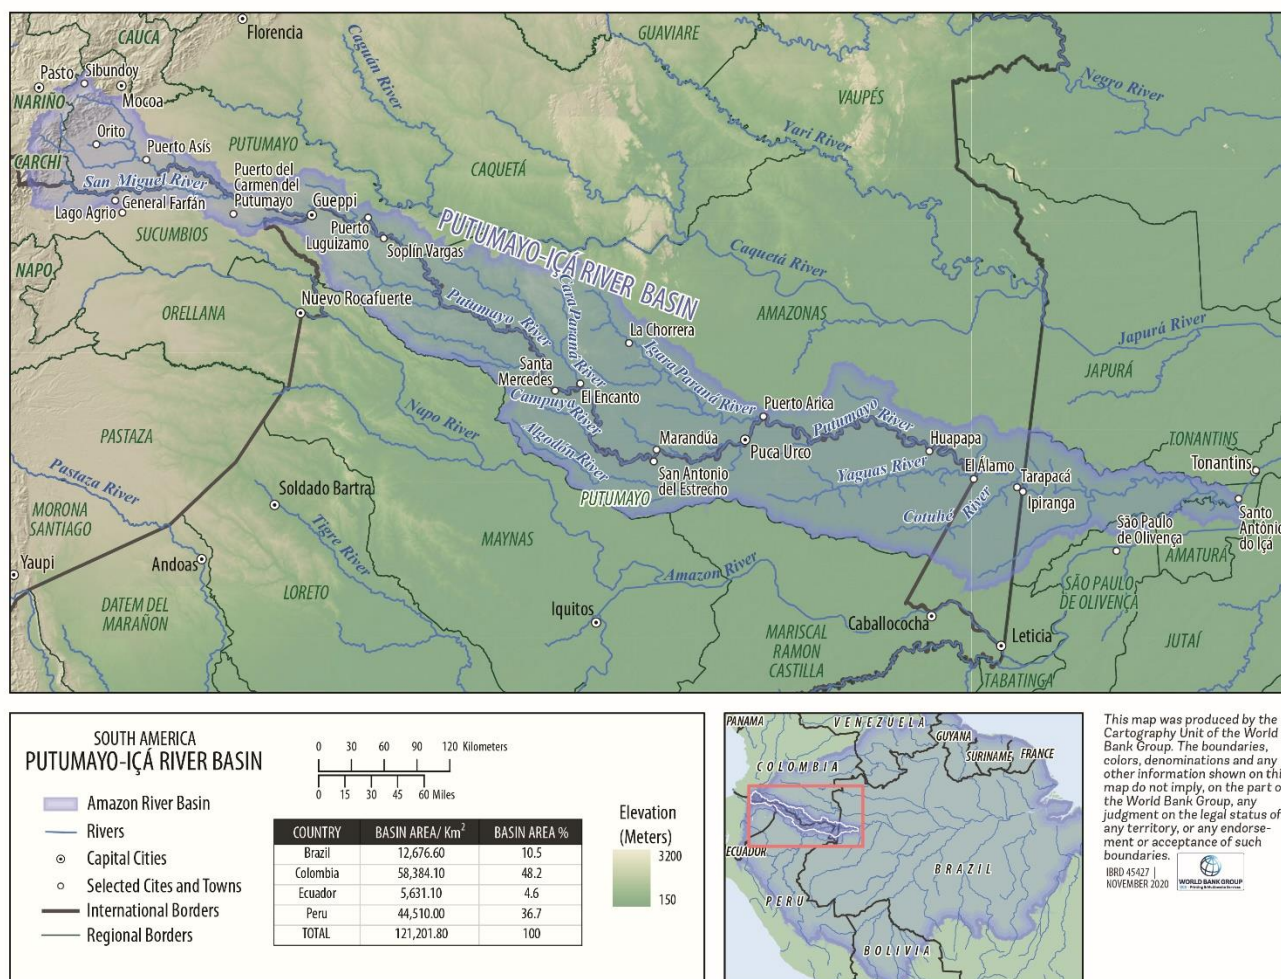 CAUCA
Florencia
GUAVIARE
Caguán River
Pasto
Sibundoy
NARIÑO
Mocoa
VAUPÉS
Negro River
Orito
Yari River
PUTUMAYO
Puerto Asís
CARCHI
CAQUETÁ
San Miguel River
Puerto del
Carmen del
Putumayo
General Farfán
Lago Agrio
Gueppi
Puerto
Luguizamo
SUCUMBIOS
Soplín Vargas
PUTUMAYO-IÇÁ RIVER BASIN
Caquetá River
NAPO
Cara Paraná River
Nuevo Rocafuerte
ORELLANA
Putumayo River
AMAZONAS
La Chorrera
Japurá River
Igara Paraná River
JAPURÁ
Santa
Mercedes
El Encanto
Campuya River
Napo River
Puerto Arica
Putumayo River
PASTAZA
Algodón River
Marandúa
Puca Urco
Huapapa
TONANTINS
Yaguas River
Tonantins
Pastaza River
San Antonio
del Estrecho
El Álamo
Tarapacá
Soldado Bartra
PUTUMAYO
Ipiranga
MORONA
SANTIAGO
Cotuhé River
Santo
Antônio
do Içá
São Paulo
de Olivença
Tigre River
MAYNAS
AMATURÁ
Yaupi
Andoas
Amazon River
LORETO
SÃO PAULO
DE OLIVENÇA
DATEM DEL
MARAÑON
Iquitos
Caballococha
MARISCAL
RAMON
CASTILLA
Leticia
JUTAÍ
TABATINGA
SOUTH AMERICA
PUTUMAYO-IÇÁ RIVER BASIN
Amazon River Basin
Rivers
Capital Cities
Selected Cites and Towns
International Borders
Regional Borders
0 30 60 90 120 Kilometers
0 15 30 45 60 Miles
COUNTRY BASIN AREA/ Km² BASIN AREA %
Brazil 12,676.60 10.5
Colombia 58,384.10 48.2
Ecuador 5,631.10 4.6
Peru 44,510.00 36.7
TOTAL 121,201.80 100
Elevation
(Meters)
3200
150
PANAMA
VENEZUELA
GUYANA
SURINAME
FRANCE
COLOMBIA
ECUADOR
BRAZIL
PERU
BOLIVIA
This map was produced by the
Cartography Unit of the World
Bank Group. The boundaries,
colors, denominations and any
other information shown on thi
map do not imply, on the part o
the World Bank Group, any
judgment on the legal status of
any territory, or any endorse-
ment or acceptance of such
boundaries.
IBRD 45427 |
NOVEMBER 2020
WORLD BANK GROUP